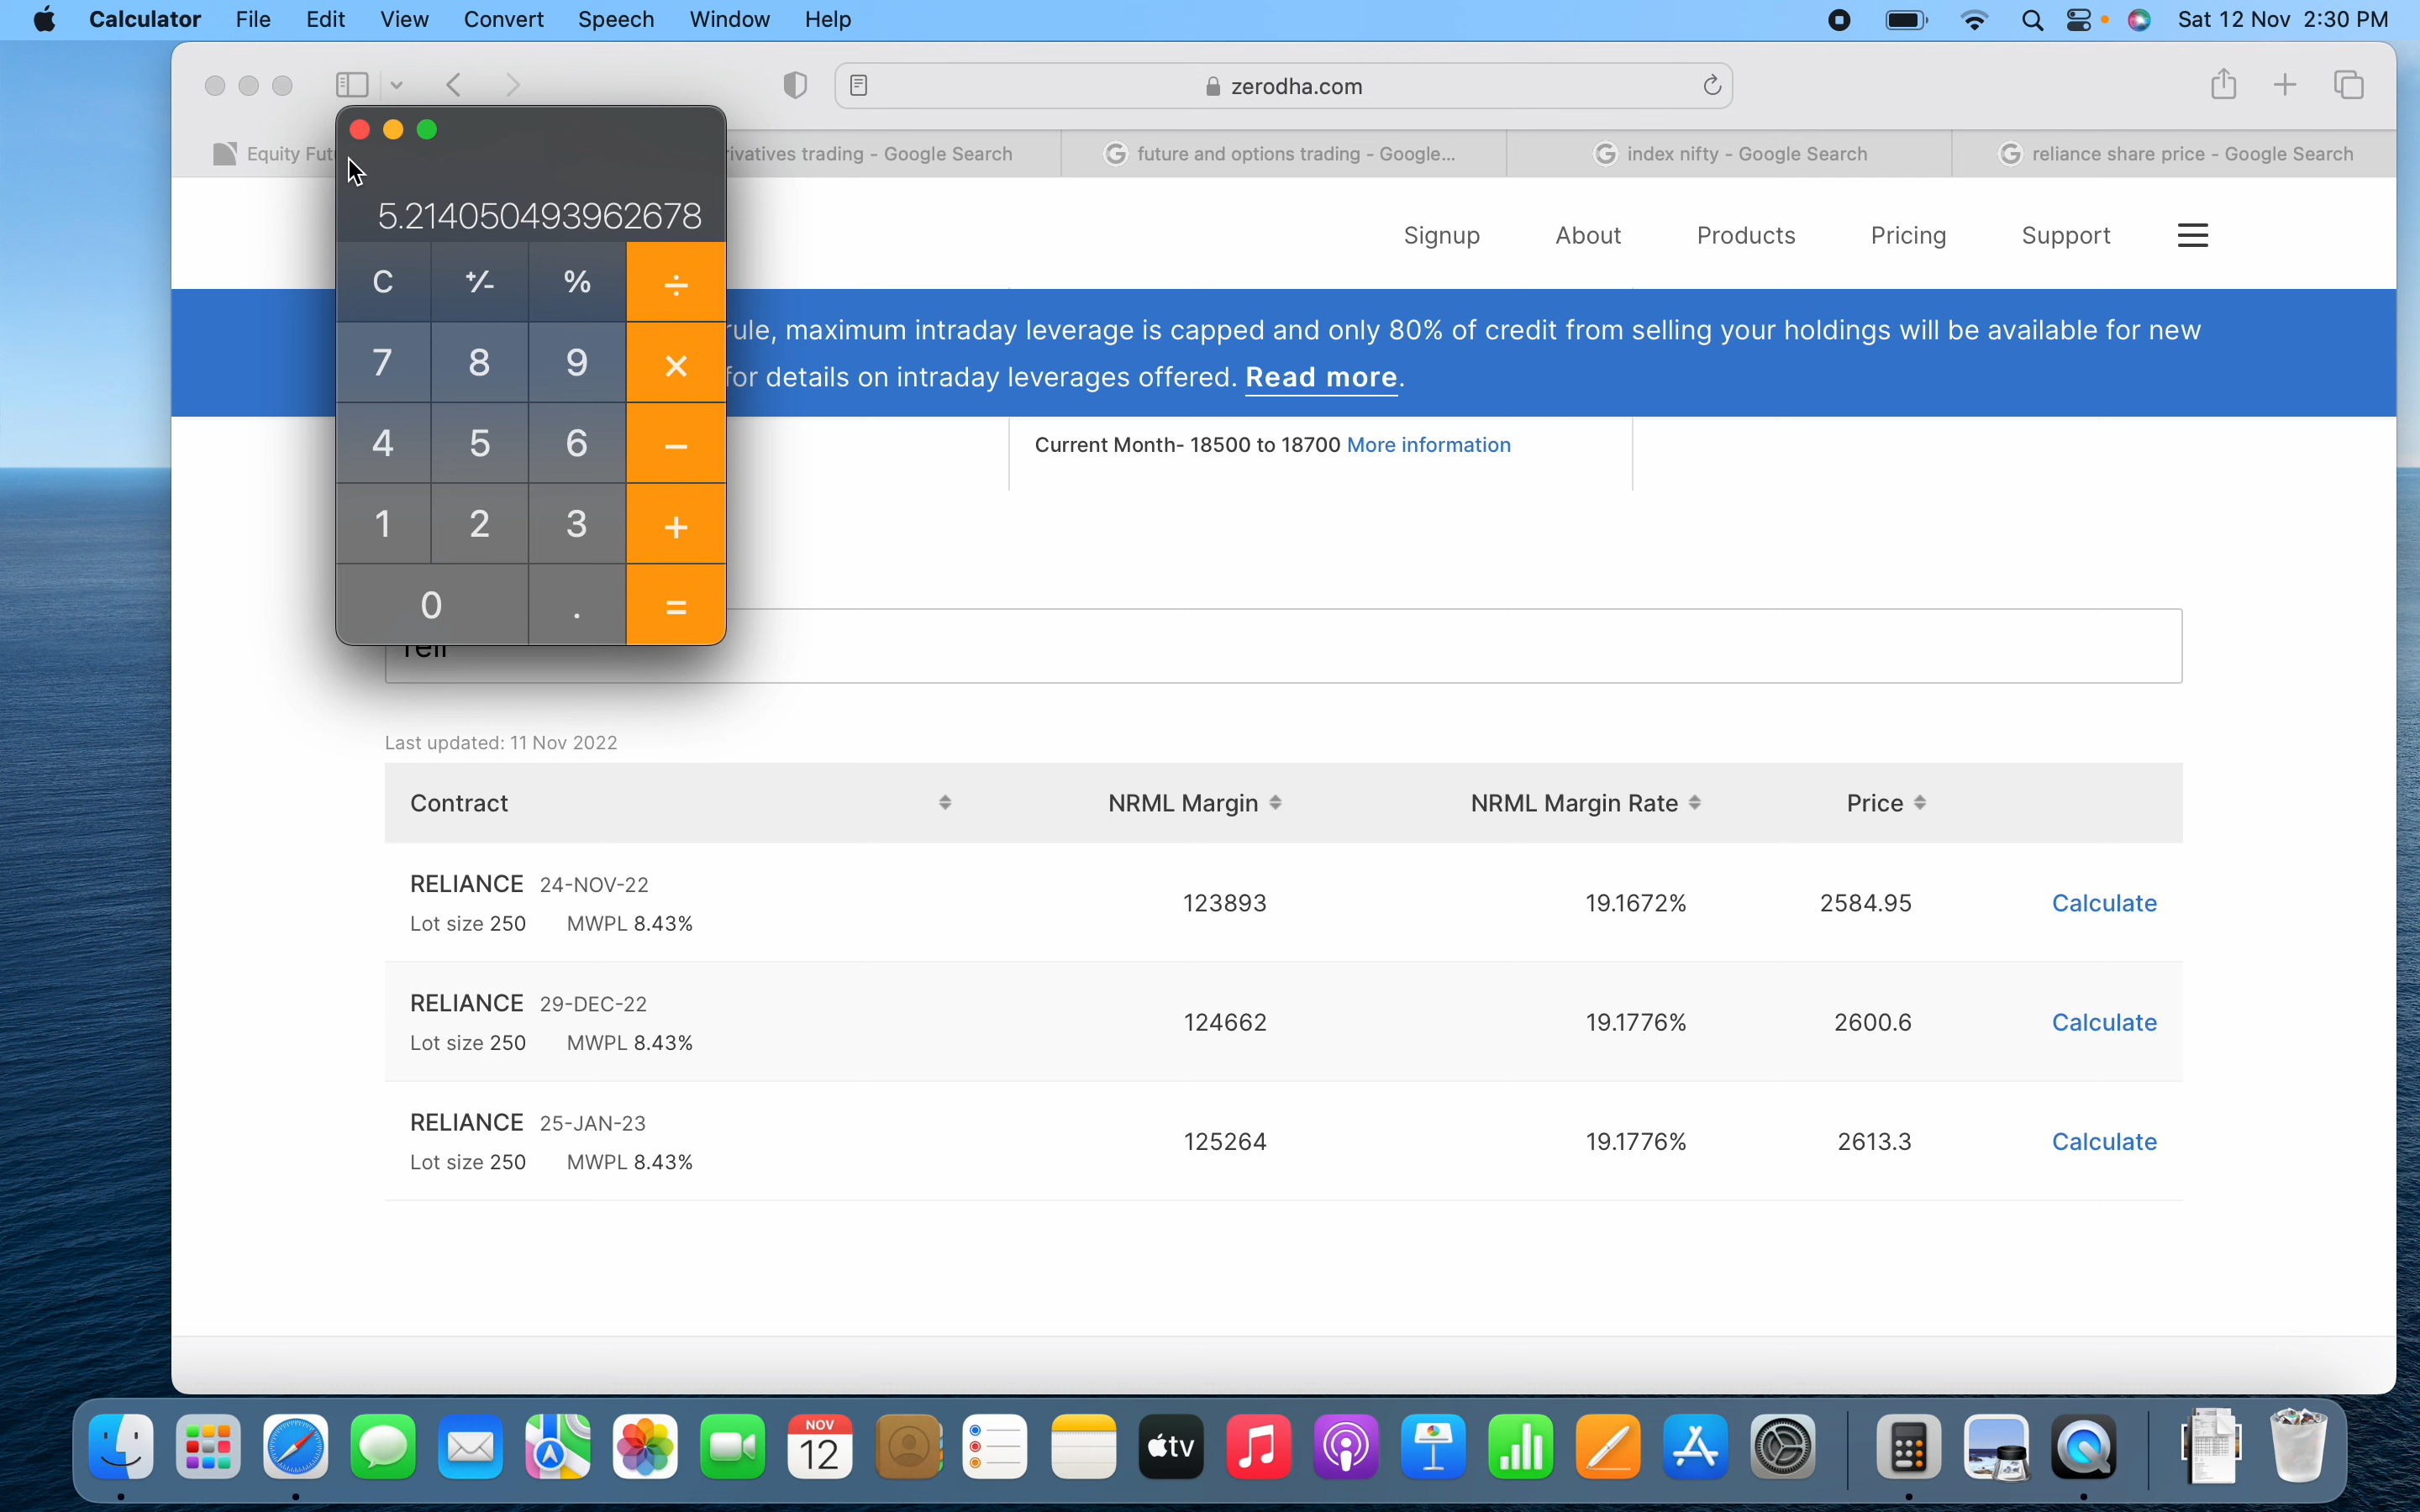 Calculator File Edit View Convert Speech Window Help Sat 12 Nov 2:30 PM
zerodha.com
Equity Fut ivatives trading - Google Search future and options trading - Google... index nifty - Google Search reliance share price - Google Search
5.214050493962678
Signup About Products Pricing Support
C +/- % ÷
7 8 9 ×
4 5 6 −
1 2 3 +
0 . =
rule, maximum intraday leverage is capped and only 80% of credit from selling your holdings will be available for new
for details on intraday leverages offered. Read more.
Current Month- 18500 to 18700 More information
Last updated: 11 Nov 2022
Contract NRML Margin NRML Margin Rate Price
RELIANCE 24-NOV-22
Lot size 250 MWPL 8.43%
123893 19.1672% 2584.95 Calculate
RELIANCE 29-DEC-22
Lot size 250 MWPL 8.43%
124662 19.1776% 2600.6 Calculate
RELIANCE 25-JAN-23
Lot size 250 MWPL 8.43%
125264 19.1776% 2613.3 Calculate
NOV
12
tv